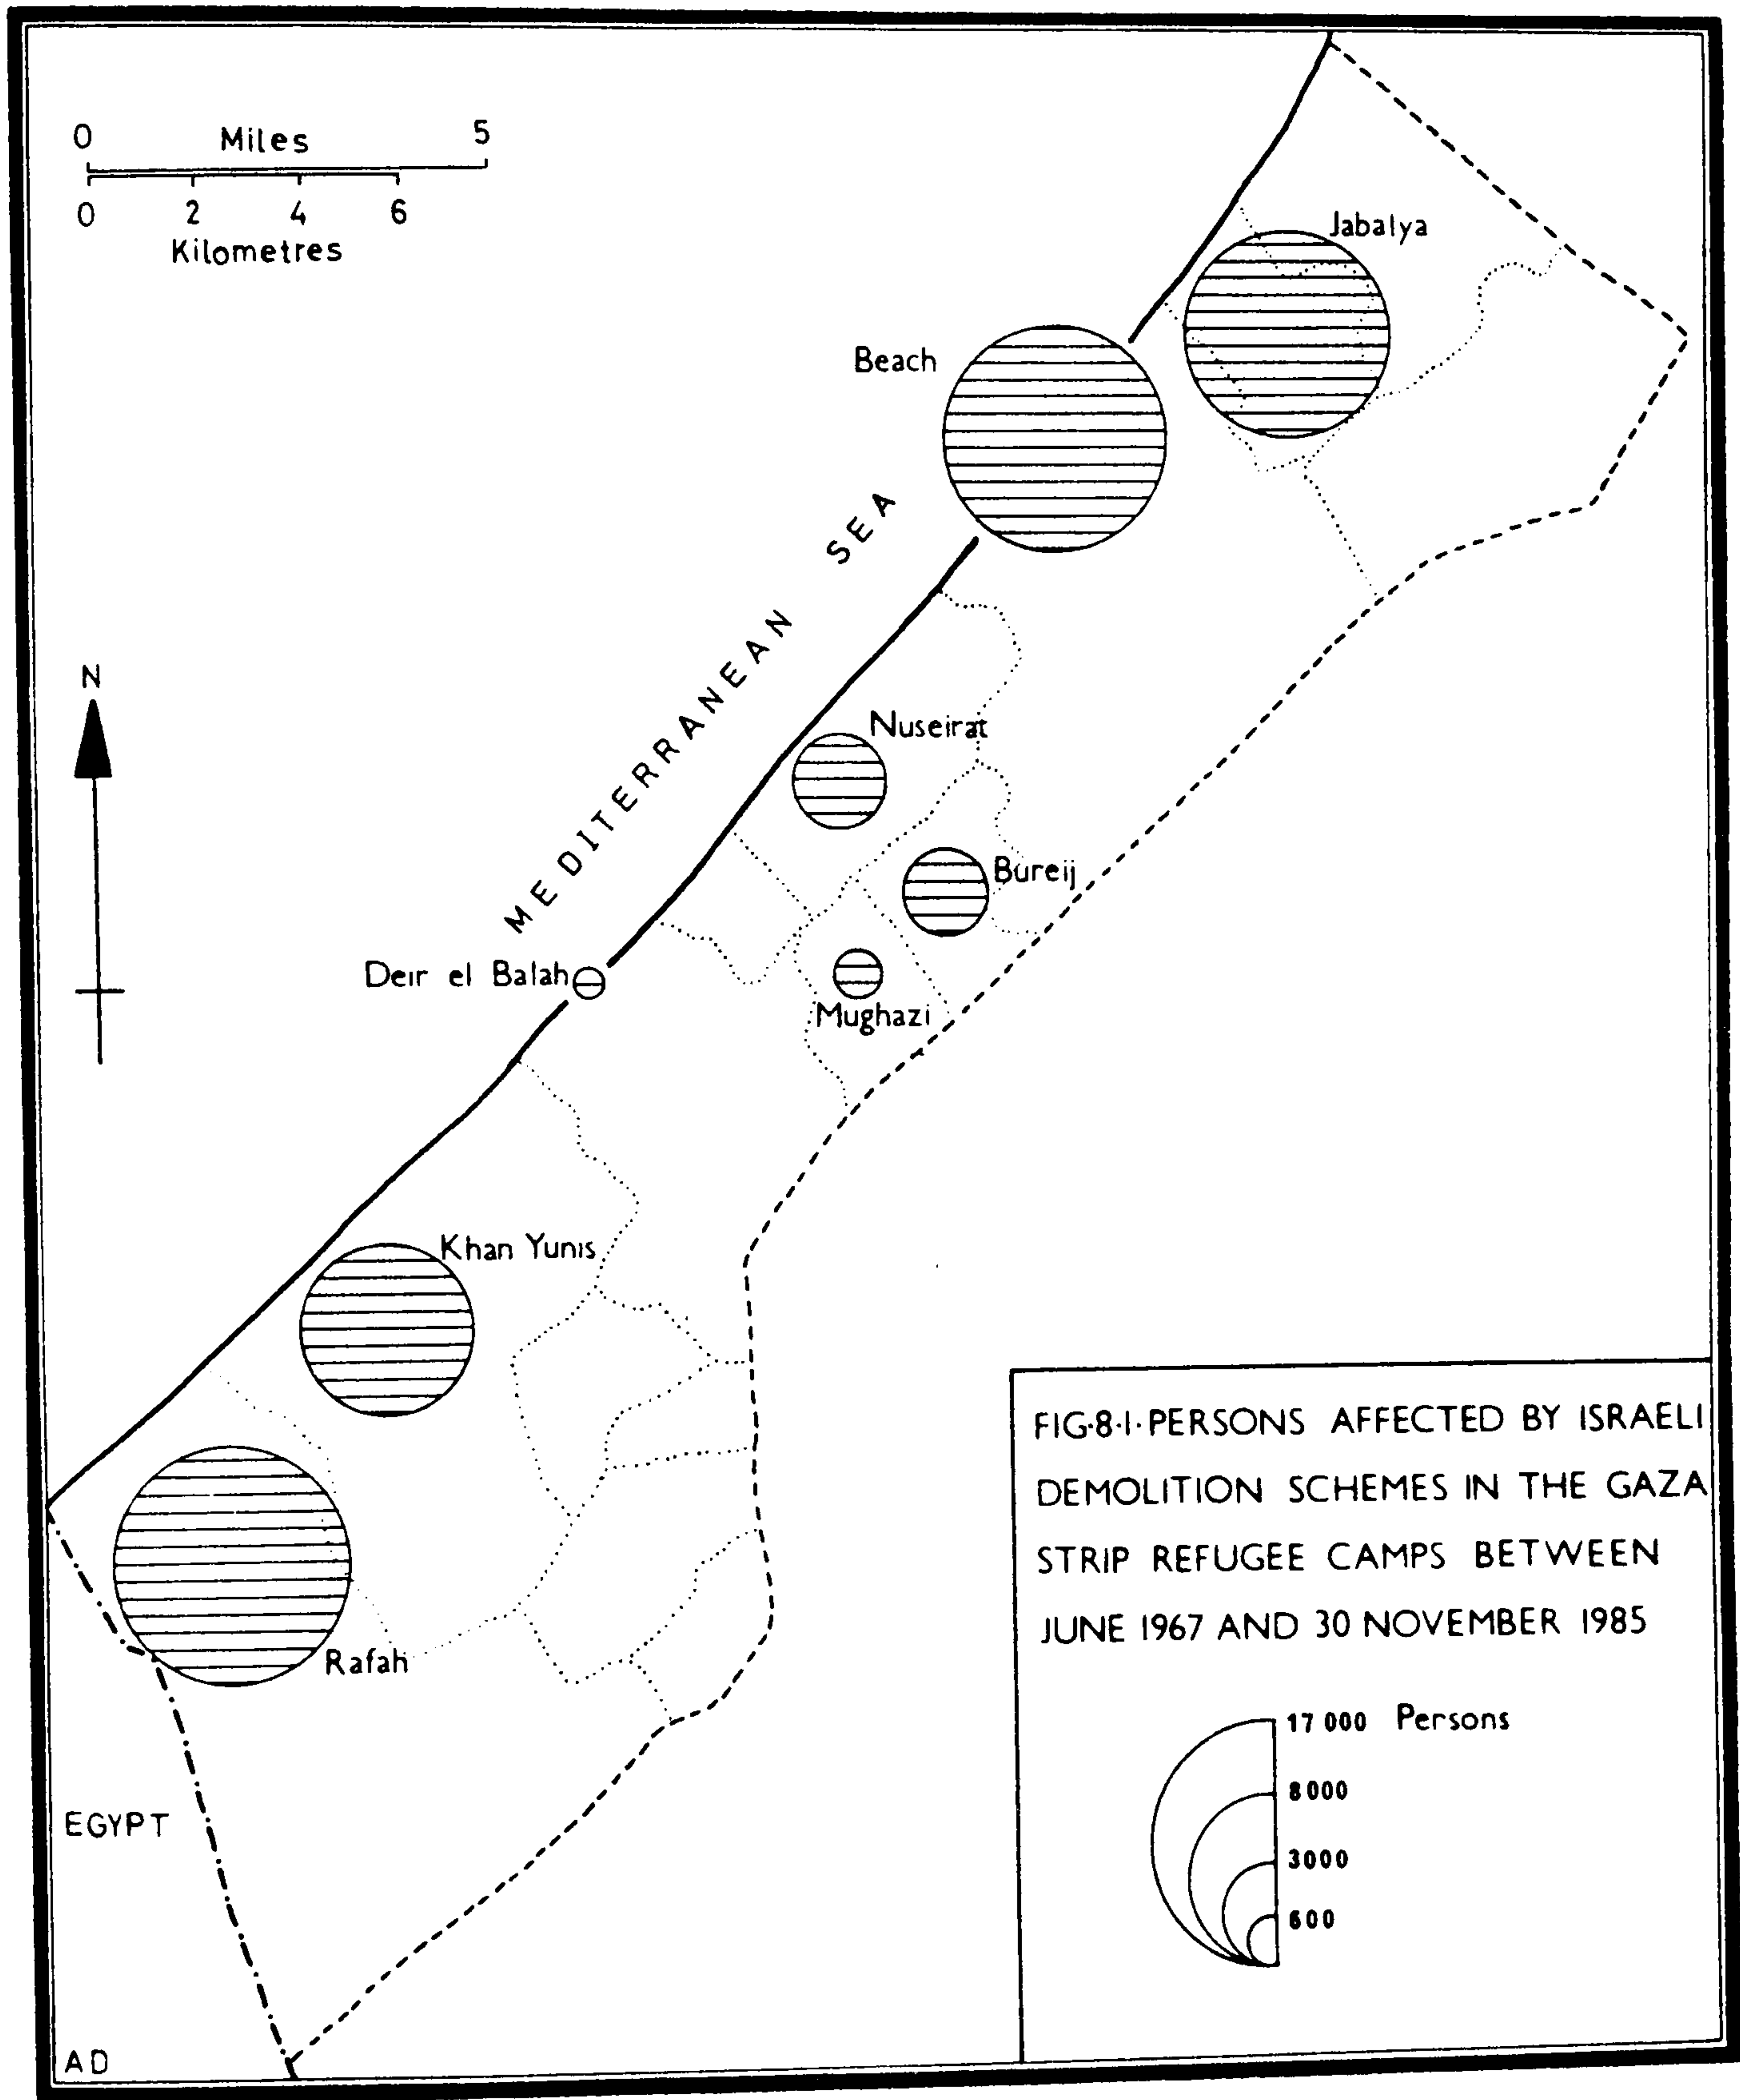 0 Miles 5
0 2 4 6
Kilometres
Jabalya
Beach
MEDITERRANEAN SEA
N
Nuseirat
Bureij
Deir el Balah
Mughazi
Khan Yunis
Rafah
EGYPT
AD
FIG·8·1· PERSONS AFFECTED BY ISRAELI
DEMOLITION SCHEMES IN THE GAZA
STRIP REFUGEE CAMPS BETWEEN
JUNE 1967 AND 30 NOVEMBER 1985
17 000 Persons
8000
3000
600